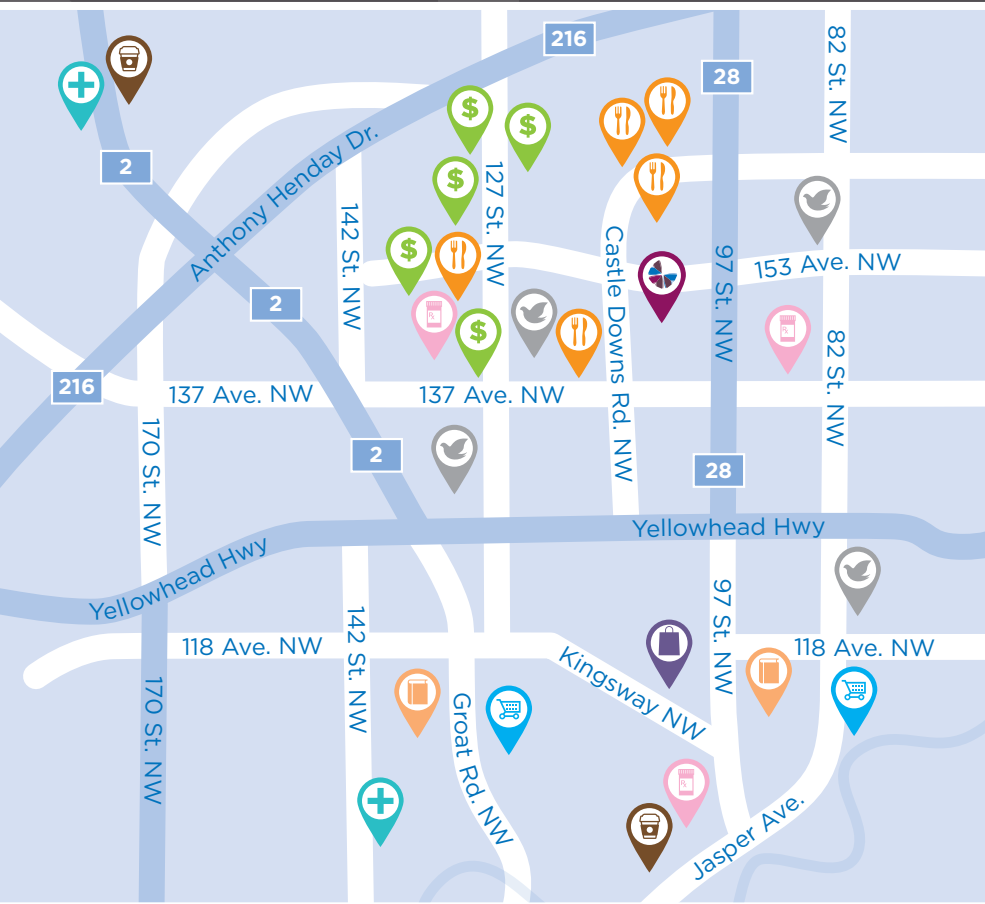 216
28
82 St. NW
2
Anthony Henday Dr.
$
$
$
$
$
142 St. NW
127 St. NW
Castle Downs Rd. NW
97 St. NW
153 Ave. NW
82 St. NW
2
216
137 Ave. NW
137 Ave. NW
170 St. NW
2
28
Yellowhead Hwy
Yellowhead Hwy
118 Ave. NW
142 St. NW
Kingsway NW
97 St. NW
118 Ave. NW
170 St. NW
Groat Rd. NW
Jasper Ave.